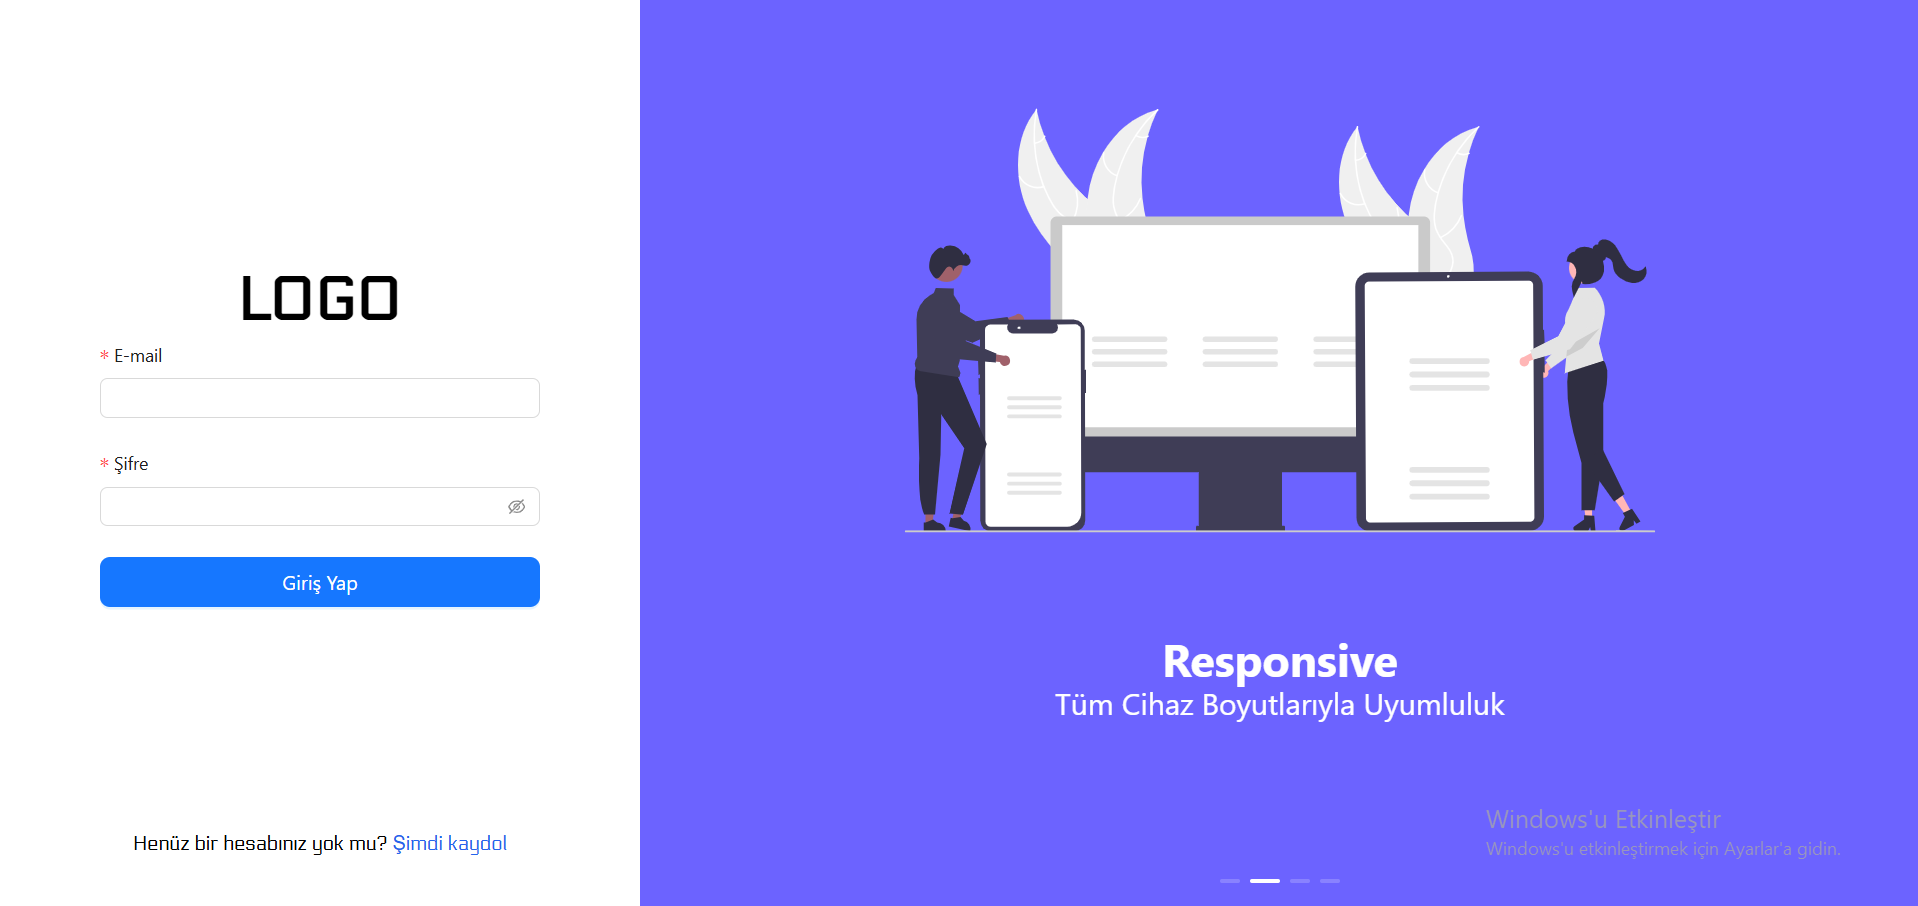 LOGO
* E-mail
* Şifre
Giriş Yap
Henüz bir hesabınız yok mu? Şimdi kaydol
Responsive
Tüm Cihaz Boyutlarıyla Uyumluluk
Windows'u Etkinleştir
Windows'u etkinleştirmek için Ayarlar'a gidin.